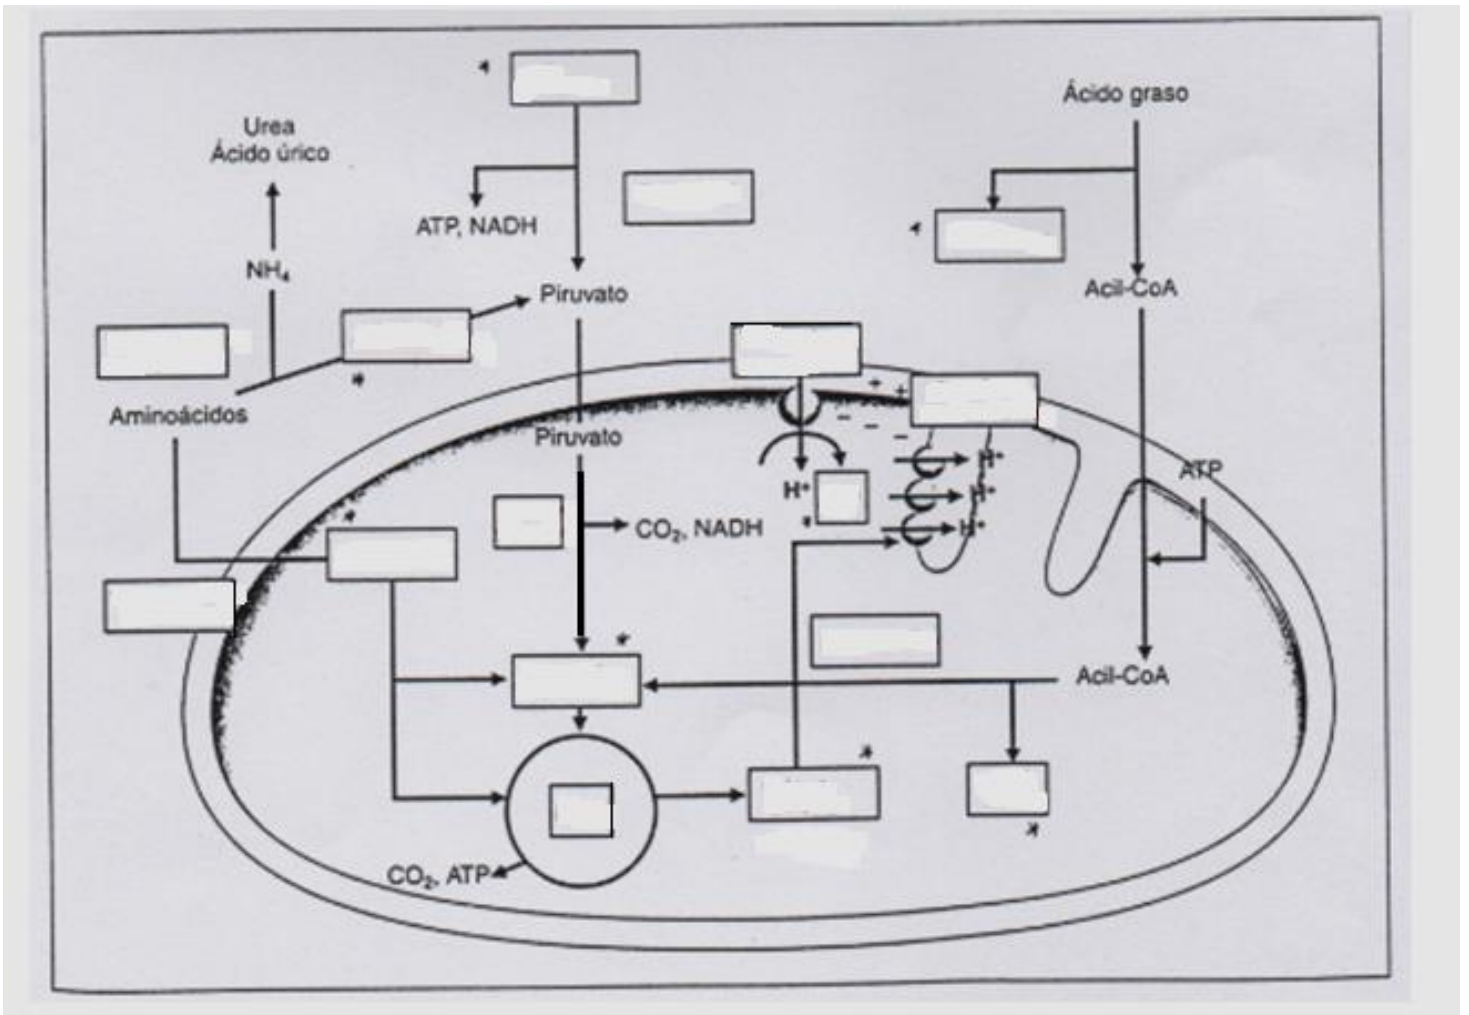 Ácido graso
Urea
Ácido úrico
ATP, NADH
NH₄
Piruvato
Acil-CoA
Aminoácidos
+ +
Piruvato
− − −
H⁺
ATP
H⁺
H⁺
CO₂, NADH
H⁺
Acil-CoA
CO₂, ATP